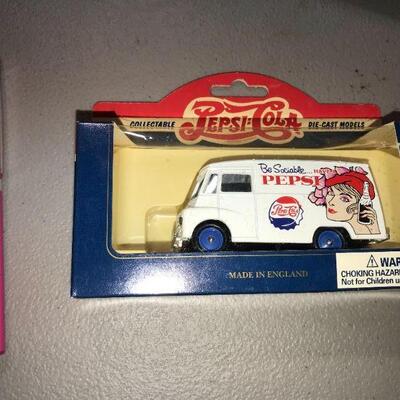 PEPSI:COLA
COLLECTABLE DIE-CAST MODELS
Be Sociable...
PEPSI
Pepsi-Cola
MADE IN ENGLAND
WAR
CHOKING HAZAR
Not for Children u